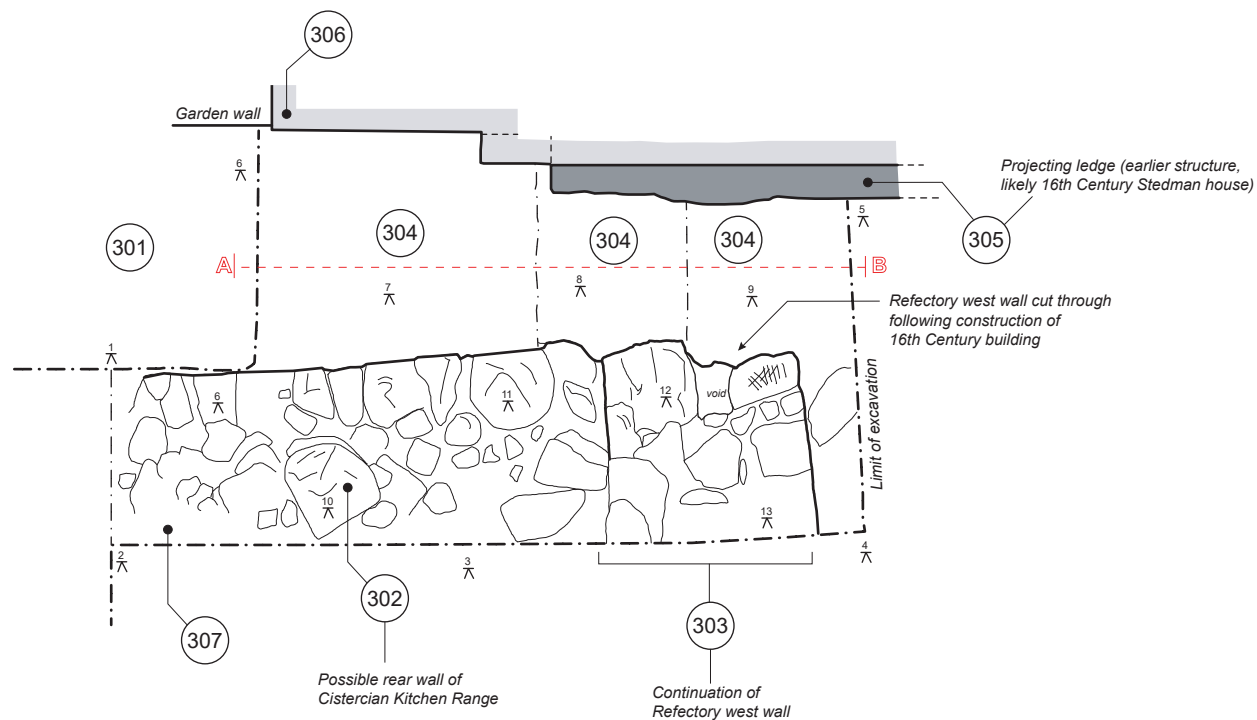 306
Garden wall
6
Projecting ledge (earlier structure,
likely 16th Century Stedman house)
5
301
304
304
304
305
A
B
7
8
9
Refectory west wall cut through
following construction of
16th Century building
1
6
11
12
void
Limit of excavation
10
13
2
3
4
307
302
303
Possible rear wall of
Cistercian Kitchen Range
Continuation of
Refectory west wall